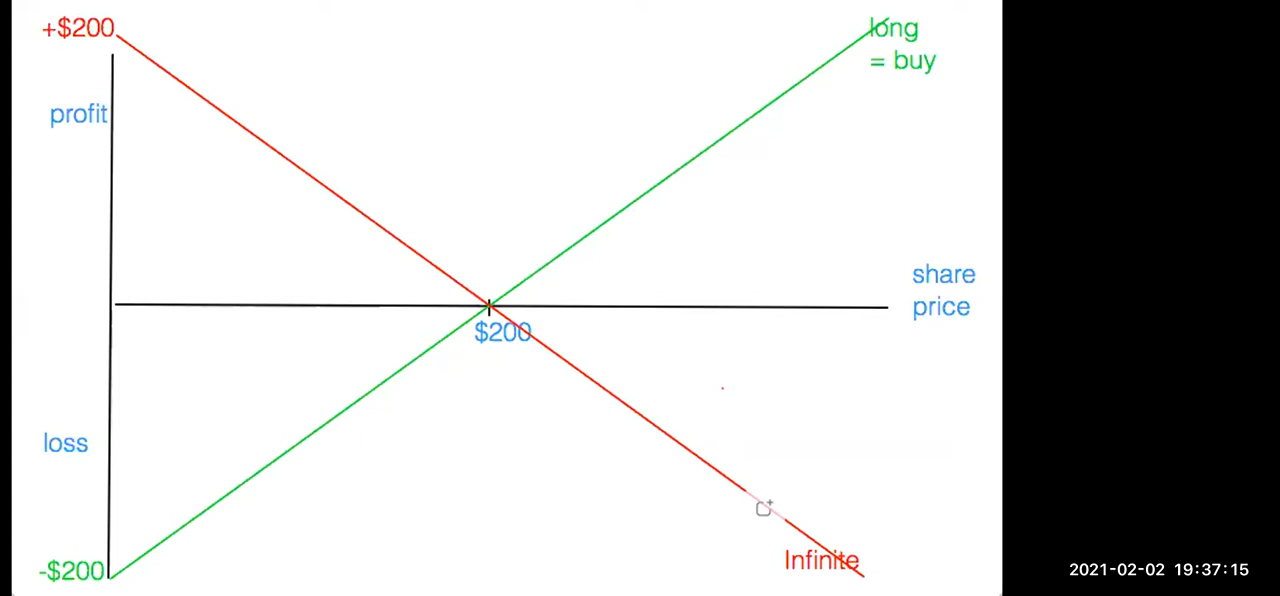 +$200
long
= buy
profit
share
price
$200
loss
Infinite
-$200
2021-02-02 19:37:15